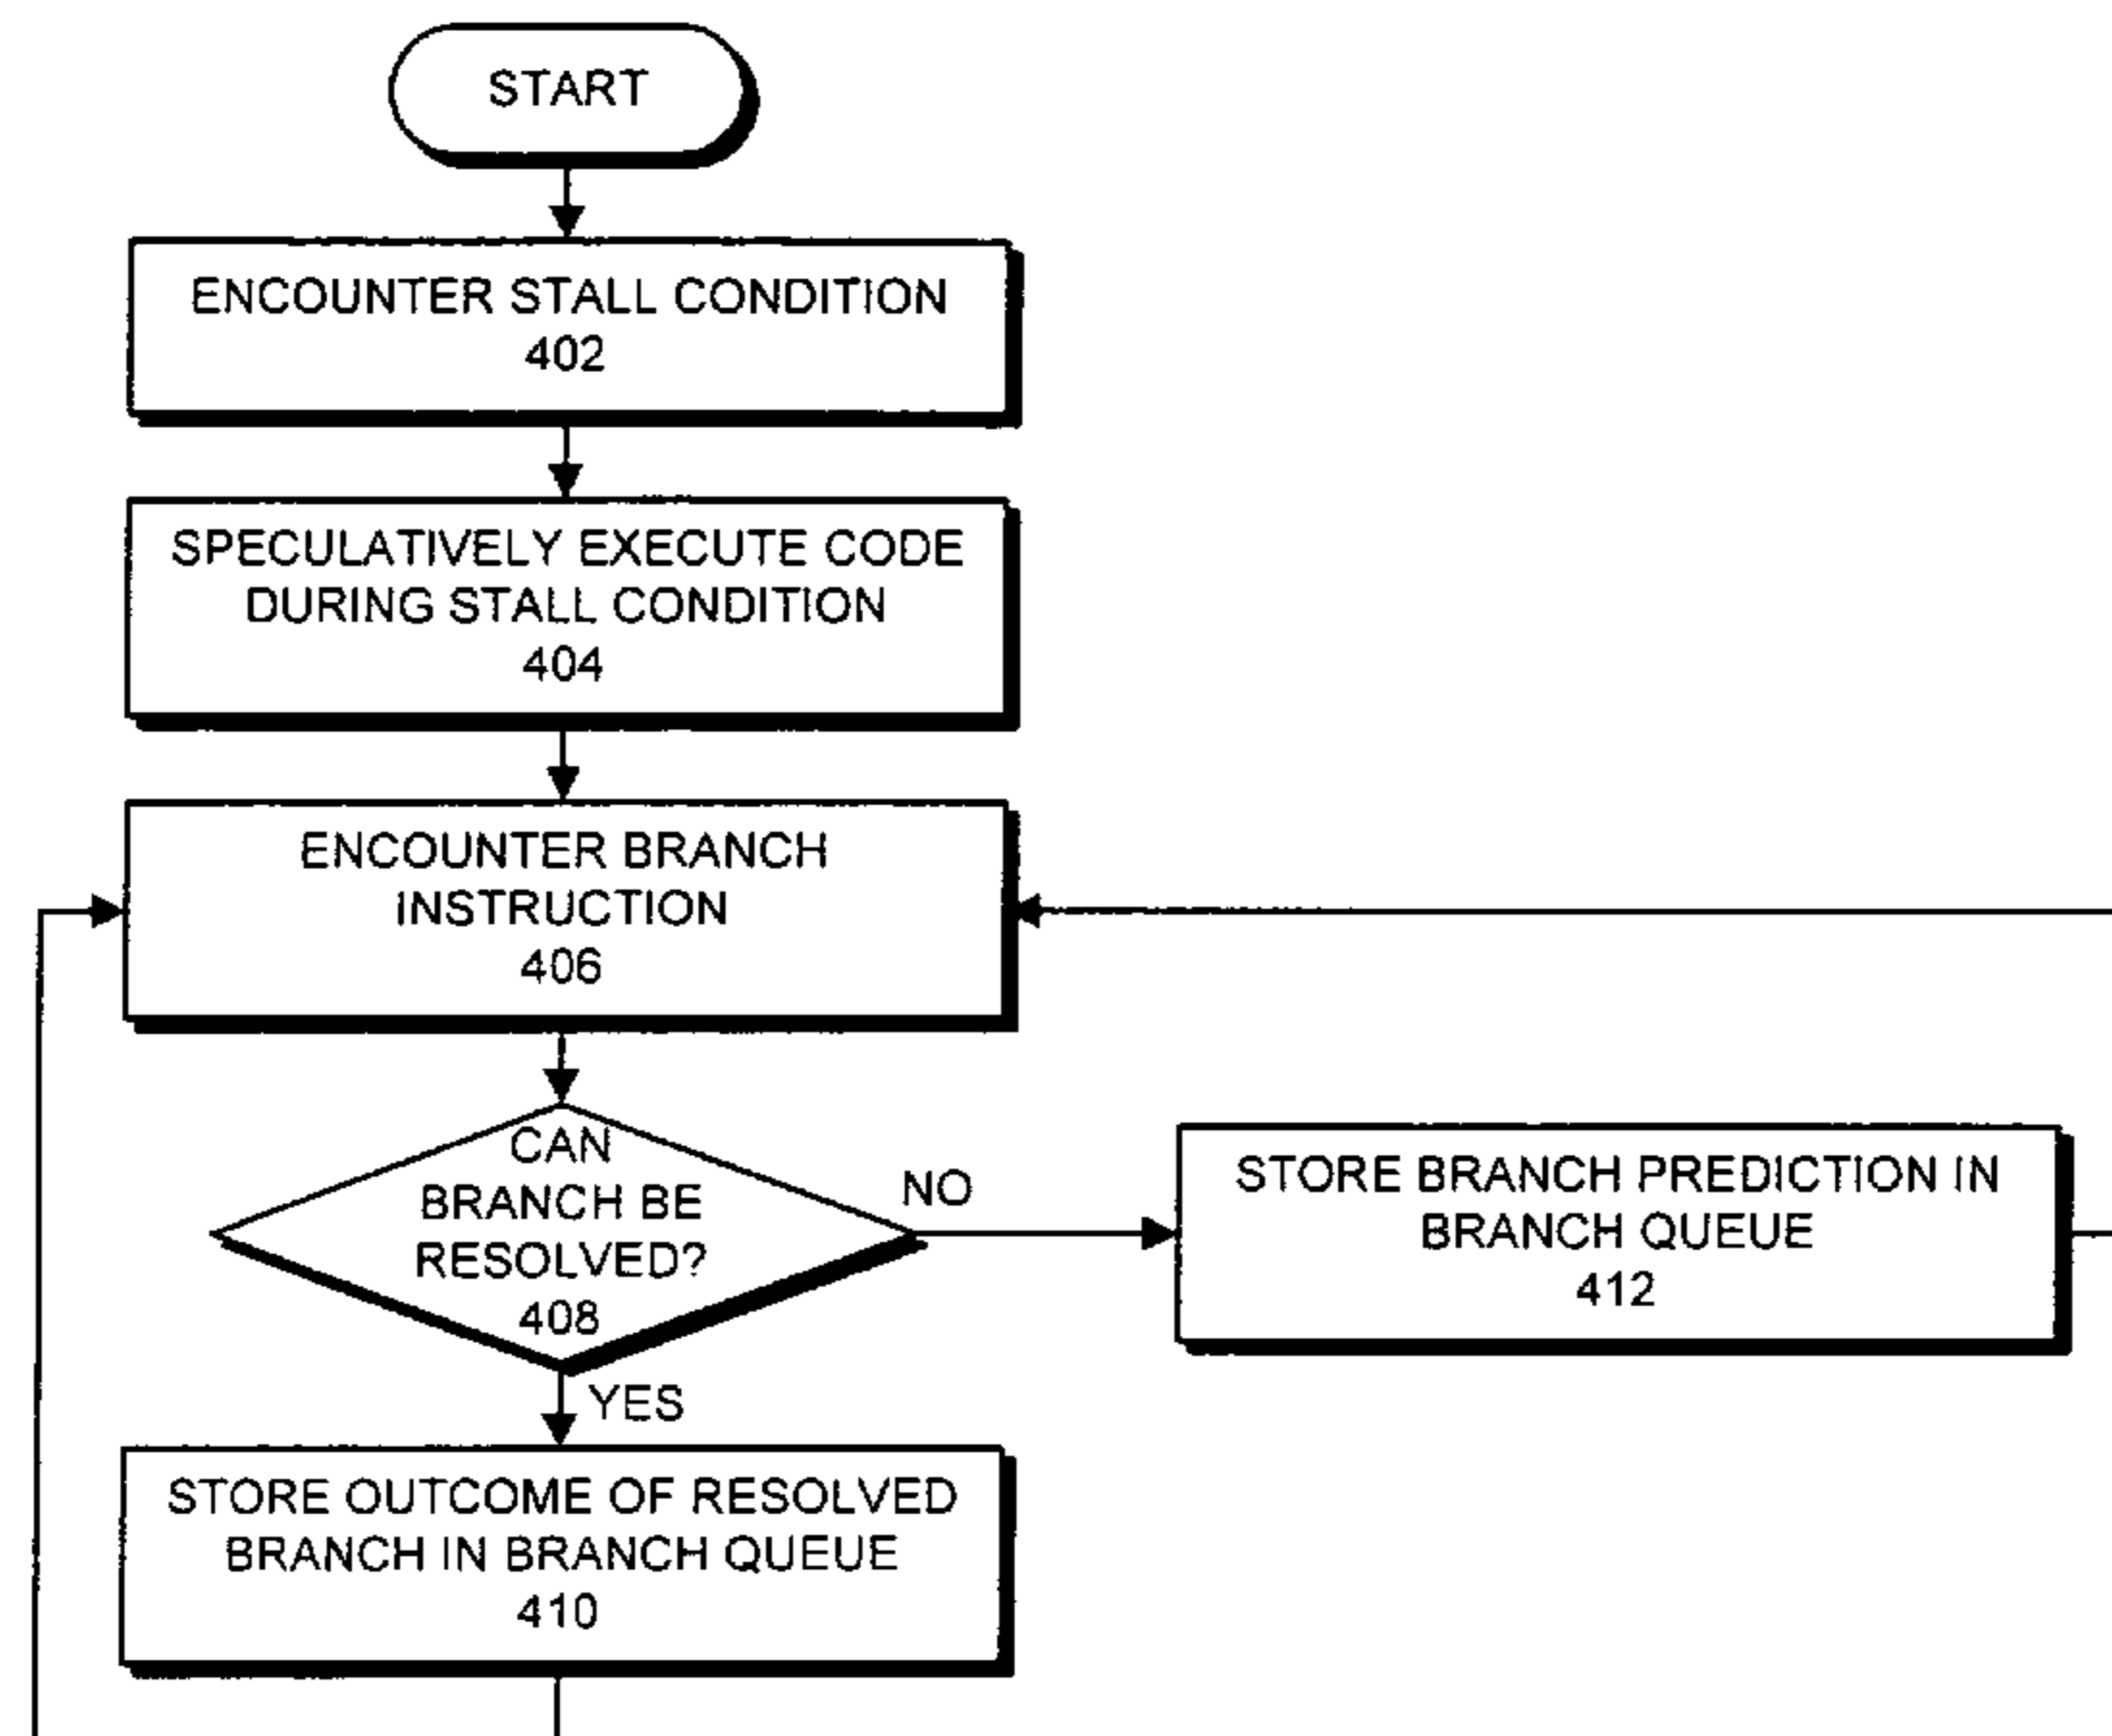 START
ENCOUNTER STALL CONDITION
402
SPECULATIVELY EXECUTE CODE
DURING STALL CONDITION
404
ENCOUNTER BRANCH
INSTRUCTION
406
CAN
BRANCH BE
RESOLVED?
408
NO
STORE BRANCH PREDICTION IN
BRANCH QUEUE
412
YES
STORE OUTCOME OF RESOLVED
BRANCH IN BRANCH QUEUE
410